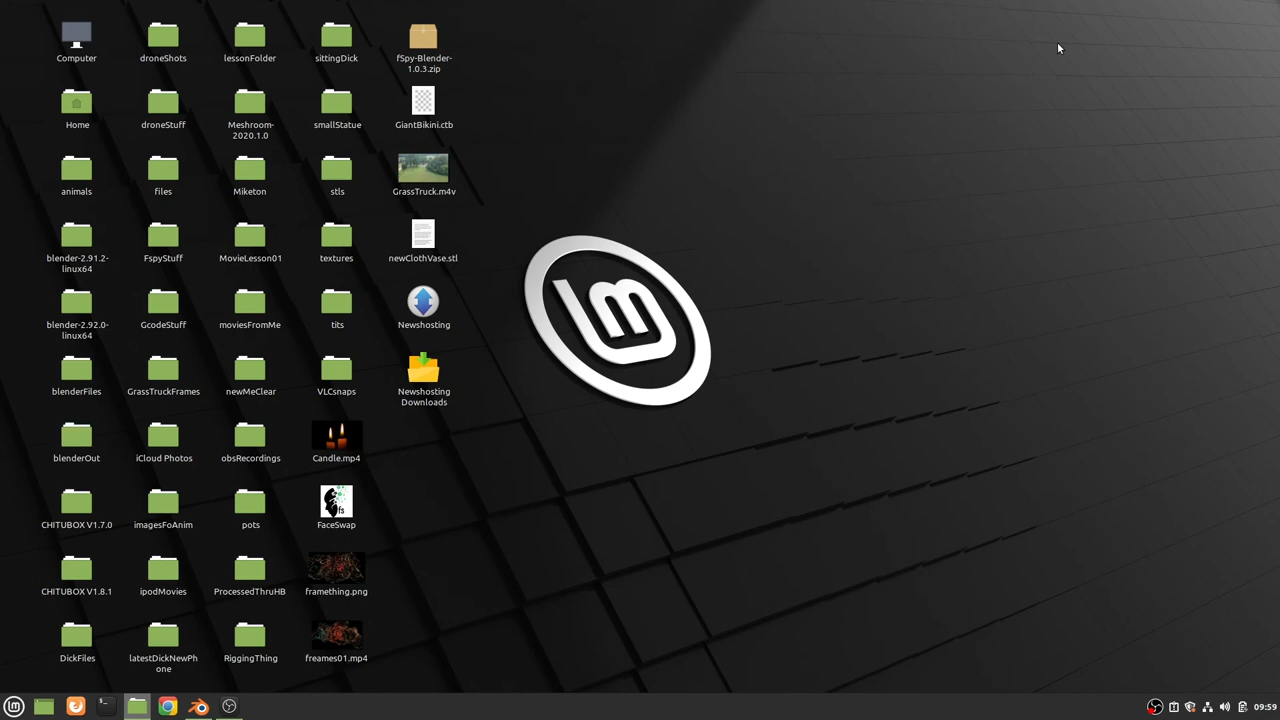 Computer
Home
animals
blender-2.91.2-
linux64
blender-2.92.0-
linux64
blenderFiles
blenderOut
CHITUBOX V1.7.0
CHITUBOX V1.8.1
DickFiles
droneShots
droneStuff
files
FspyStuff
GcodeStuff
GrassTruckFrames
iCloud Photos
imagesFoAnim
ipodMovies
latestDickNewPh
one
lessonFolder
Meshroom-
2020.1.0
Miketon
MovieLesson01
moviesFromMe
newMeClear
obsRecordings
pots
ProcessedThruHB
RiggingThing
sittingDick
smallStatue
stls
textures
tits
VLCsnaps
Candle.mp4
fs
FaceSwap
framething.png
freames01.mp4
fSpy-Blender-
1.0.3.zip
GiantBikini.ctb
GrassTruck.m4v
newClothVase.stl
Newshosting
Newshosting
Downloads
lm
09:59